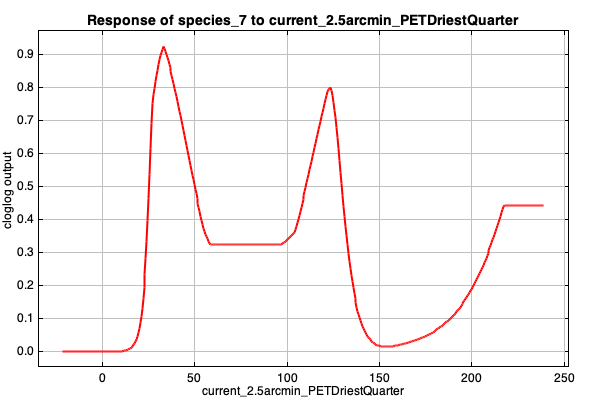 Response of species_7 to current_2.5arcmin_PETDriestQuarter
cloglog output
0.9
0.8
0.7
0.6
0.5
0.4
0.3
0.2
0.1
0.0
0 50 100 150 200 250
current_2.5arcmin_PETDriestQuarter